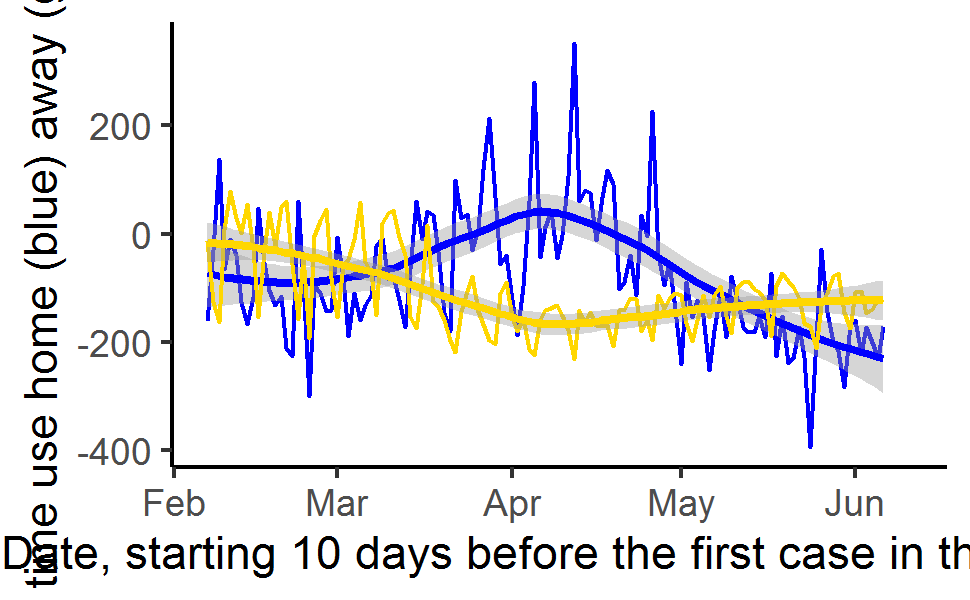 time use home (blue) away (
200
0
-200
-400
Feb Mar Apr May Jun
Date, starting 10 days before the first case in th